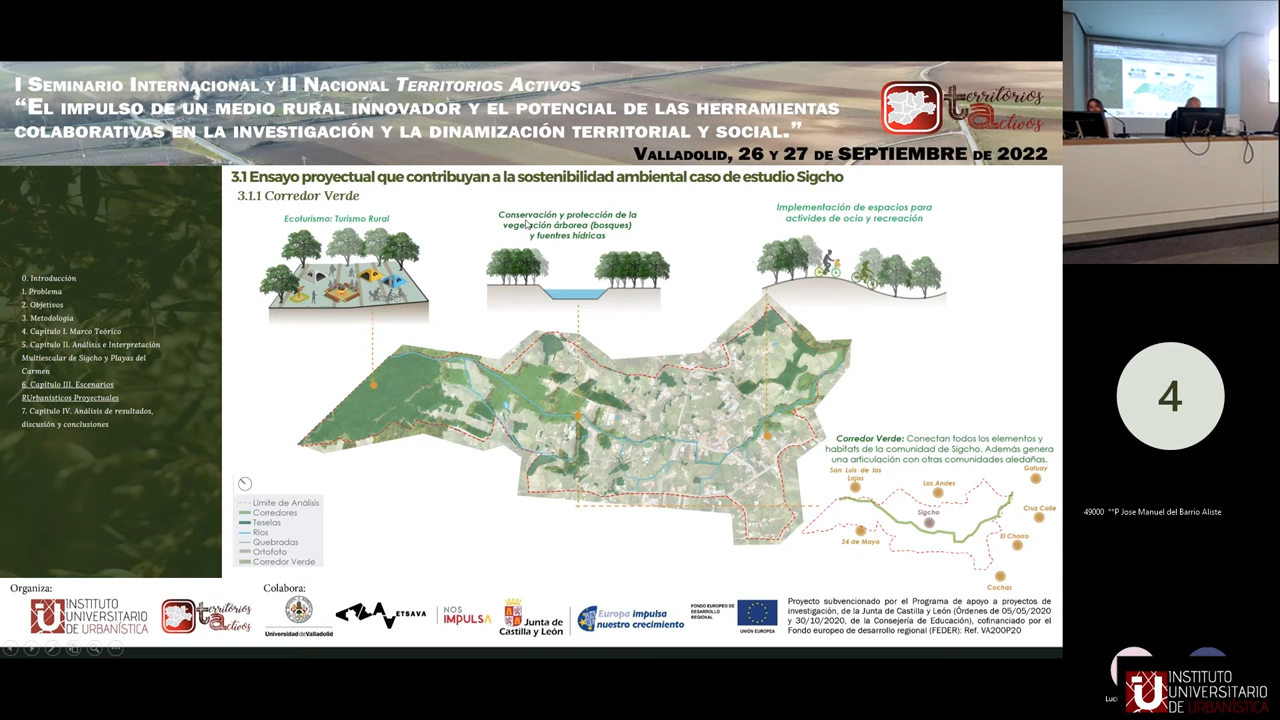 I Seminario Internacional y II Nacional Territorios Activos
“El impulso de un medio rural innovador y el potencial de las herramientas
colaborativas en la investigación y la dinamización territorial y social.”
Valladolid, 26 y 27 de SEPTIEMBRE de 2022
territorios
activos
3.1 Ensayo proyectual que contribuyan a la sostenibilidad ambiental caso de estudio Sigcho
3.1.1 Corredor Verde
Ecoturismo: Turismo Rural
Conservación y protección de la
vegetación árborea (bosques)
y fuentres hídricas
Implementación de espacios para
activides de ocio y recreación
0. Introducción
1. Problema
2. Objetivos
3. Metodología
4. Capítulo I. Marco Teórico
5. Capítulo II. Análisis e Interpretación
Multiescalar de Sigcho y Playas del
Carmen
6. Capítulo III. Escenarios
RUrbanísticos Proyectuales
7. Capítulo IV. Análisis de resultados,
discusión y conclusiones
Corredor Verde: Conectan todos los elementos y
habitats de la comunidad de Sigcho. Además genera
una articulación con otras comunidades aledañas.
San Luis de las
Lajas
Los Andes
Galuay
Sigcho
Crus Calle
24 de Mayo
El Chorro
Cochas
Límite de Análisis
Corredores
Teselas
Ríos
Quebradas
Ortofoto
Corredor Verde
4
49000 **P Jose Manuel del Barrio Aliste
Organiza:
INSTITUTO
UNIVERSITARIO
DE URBANÍSTICA
territorios
activos
Colabora:
Universidad de Valladolid
ETSAVA
NOS
IMPULSA
Junta de
Castilla y León
Europa impulsa
nuestro crecimiento
FONDO EUROPEO DE
DESARROLLO
REGIONAL
UNIÓN EUROPEA
Proyecto subvencionado por el Programa de apoyo a proyectos de
investigación, de la Junta de Castilla y León (Órdenes de 05/05/2020
y 30/10/2020, de la Consejería de Educación), cofinanciado por el
Fondo europeo de desarrollo regional (FEDER): Ref. VA200P20
INSTITUTO
UNIVERSITARIO
DE URBANÍSTICA